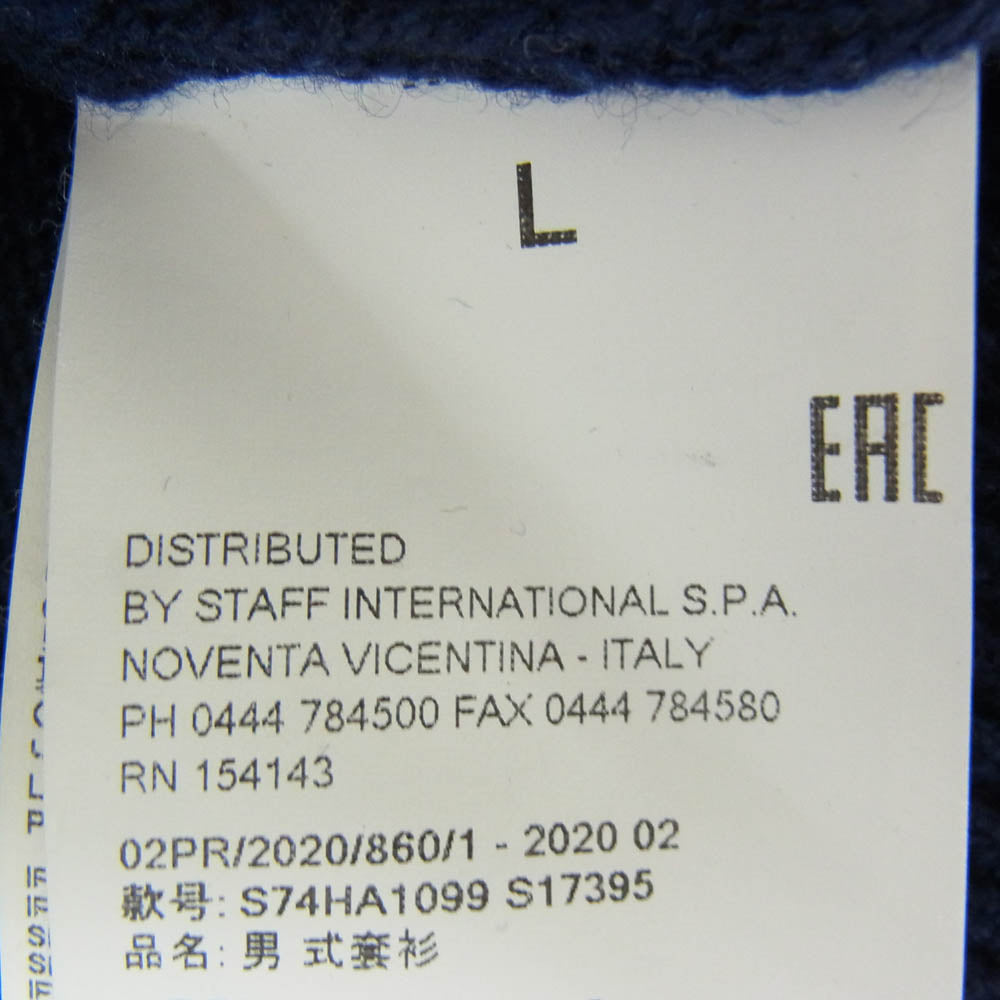 L
EAC
DISTRIBUTED
BY STAFF INTERNATIONAL S.P.A.
NOVENTA VICENTINA - ITALY
PH 0444 784500 FAX 0444 784580
RN 154143
02PR/2020/860/1 - 2020 02
款号: S74HA1099 S17395
品名: 男 式套衫